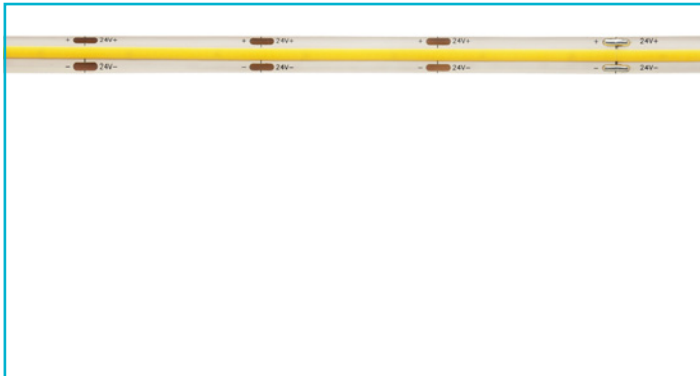 + 24V+ + 24V+ + 24V+ + 24V+
− 24V− − 24V− − 24V− − 24V−